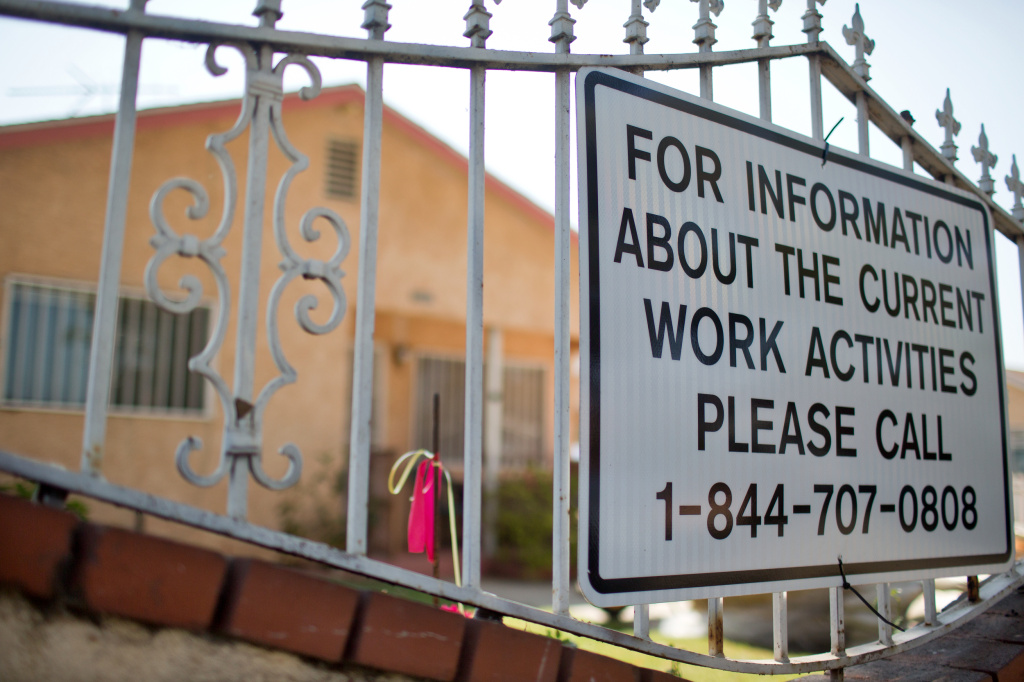 FOR INFORMATION
ABOUT THE CURRENT
WORK ACTIVITIES
PLEASE CALL
1-844-707-0808